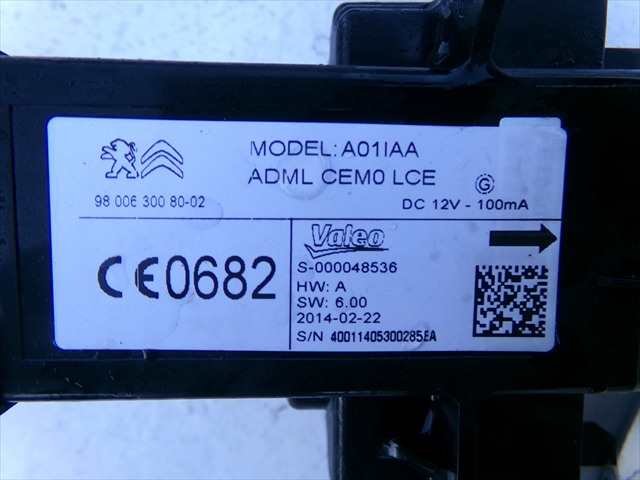 MODEL: A01IAA
ADML CEM0 LCE
G
98 006 300 80-02
DC 12V - 100mA
CE0682
Valeo
S-000048536
HW: A
SW: 6.00
2014-02-22
S/N 40011405300285EA